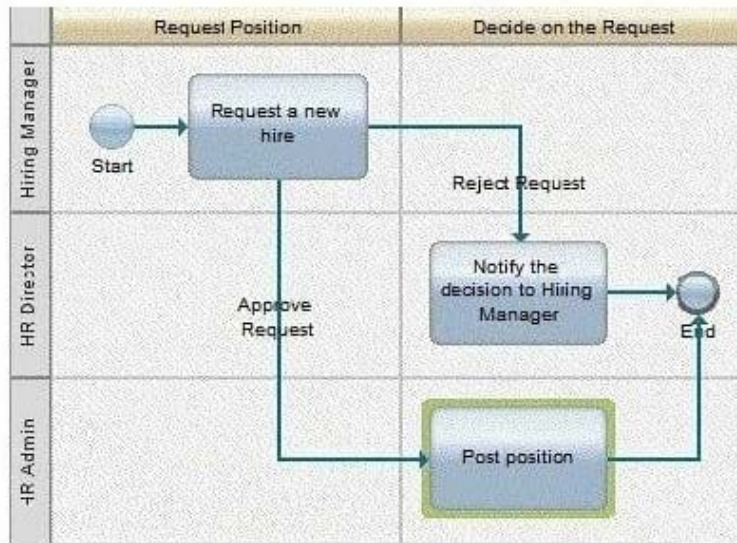 Request Position
Decide on the Request
Hiring Manager
Request a new
hire
Start
Reject Request
HR Director
Notify the
decision to Hiring
Manager
Approve
Request
End
HR Admin
Post position